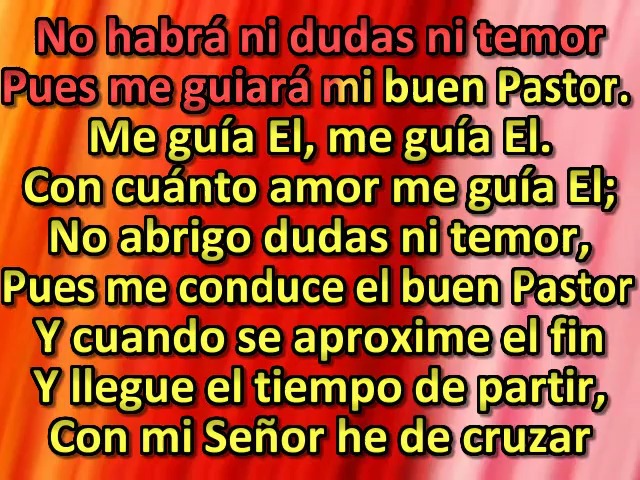 No habrá ni dudas ni temor
Pues me guiará mi buen Pastor.
Me guía El, me guía El.
Con cuánto amor me guía El;
No abrigo dudas ni temor,
Pues me conduce el buen Pastor
Y cuando se aproxime el fin
Y llegue el tiempo de partir,
Con mi Señor he de cruzar